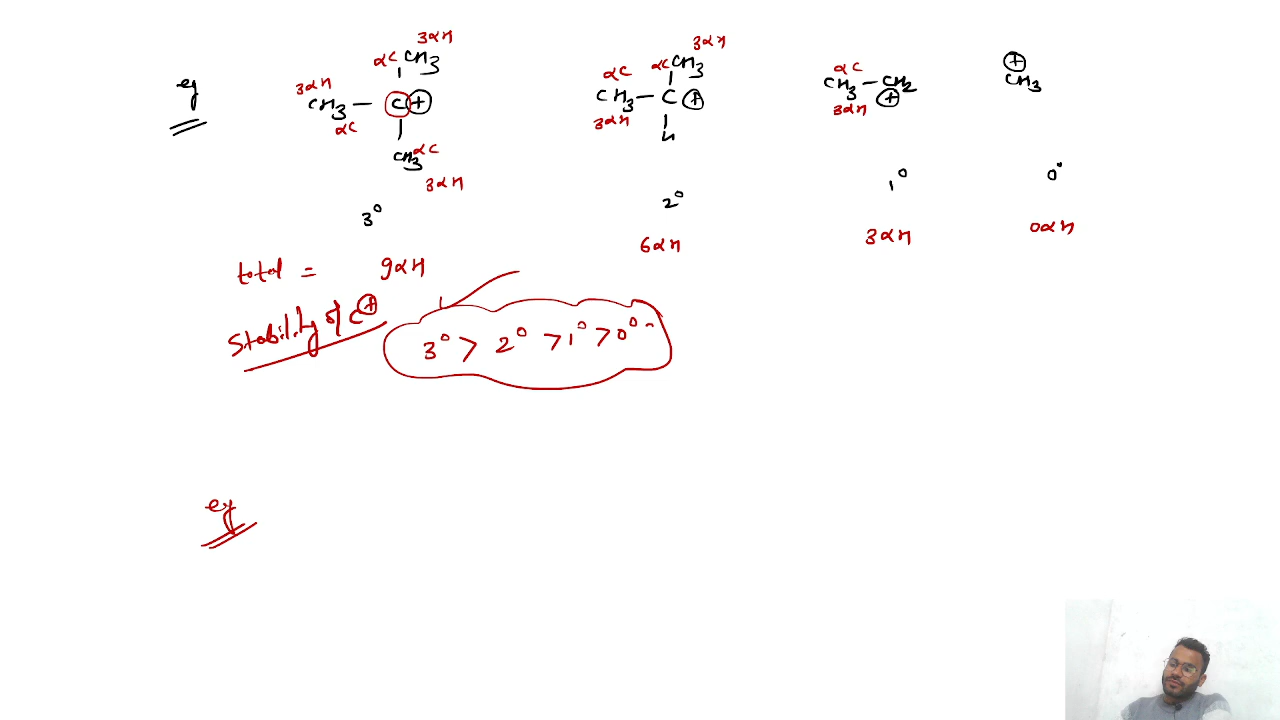 3αH 3αH
αC CH3 αC αC CH3
eg 3αH αC CH3 – CH2 ⊕
CH3 – C ⊕ CH3 – C ⊕ 3αH CH3
αC 3αH H
CH3 αC
3αH
3° 2° 1° 0°
total = 9αH 6αH 3αH 0αH
Stability of C⊕ 3° > 2° > 1° > 0°
eg